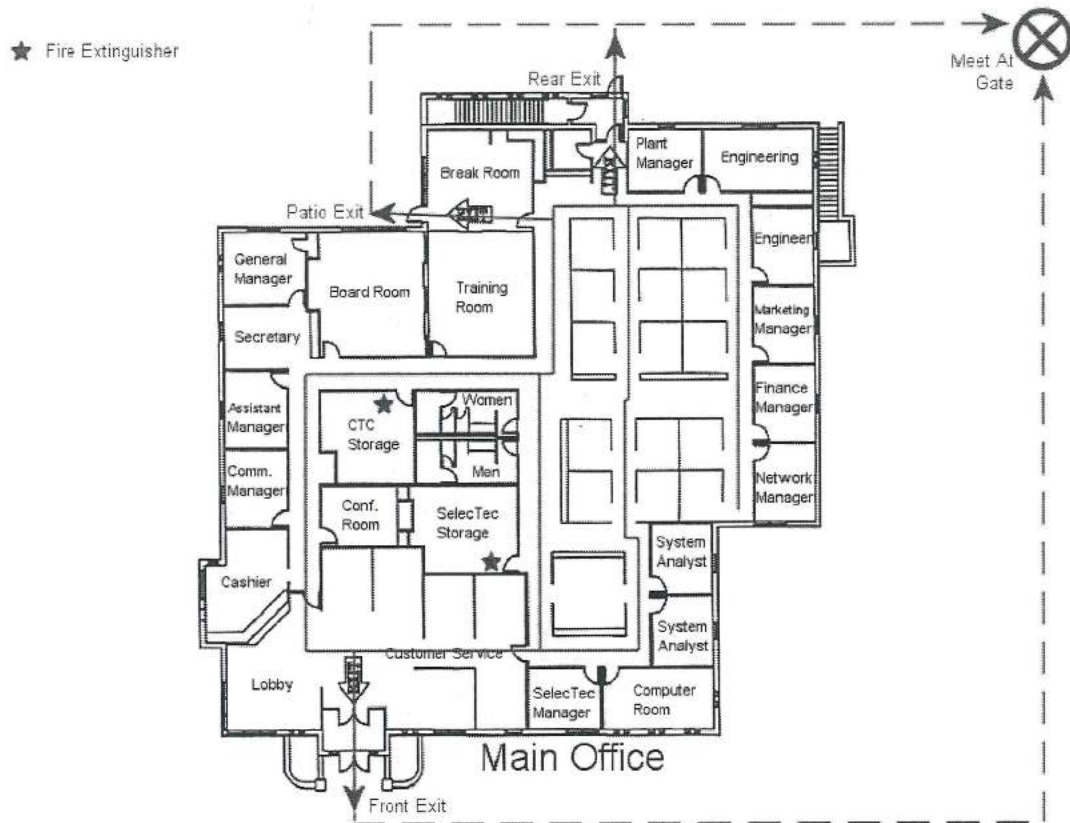 Fire Extinguisher
Rear Exit
Meet At
Gate
Plant
Manager
Engineering
Break Room
Patio Exit
General
Manager
Board Room
Training
Room
Engineer
Secretary
Marketing
Manager
Assistant
Manager
CTC
Storage
Women
Finance
Manager
Comm.
Manager
Men
Network
Manager
Conf.
Room
SelecTec
Storage
System
Analyst
Cashier
System
Analyst
Customer Service
Lobby
SelecTec
Manager
Computer
Room
Main Office
Front Exit